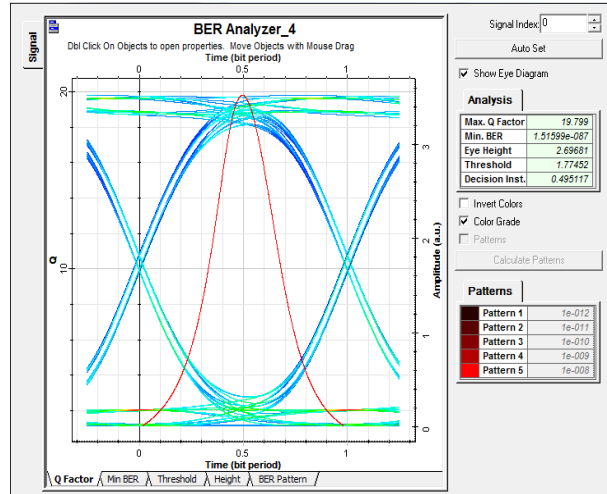 Signal
BER Analyzer_4
Dbl Click On Objects to open properties. Move Objects with Mouse Drag
Time (bit period)
0 0.5 1
20
10
Q
3
2
1
0
Amplitude (a.u.)
0 0.5 1
Time (bit period)
Q Factor Min BER Threshold Height BER Pattern
Signal Index: 0
Auto Set
Show Eye Diagram
Analysis
Max. Q Factor 19.799
Min. BER 1.51599e-087
Eye Height 2.69681
Threshold 1.77452
Decision Inst. 0.495117
Invert Colors
Color Grade
Patterns
Calculate Patterns
Patterns
Pattern 1 1e-012
Pattern 2 1e-011
Pattern 3 1e-010
Pattern 4 1e-009
Pattern 5 1e-008